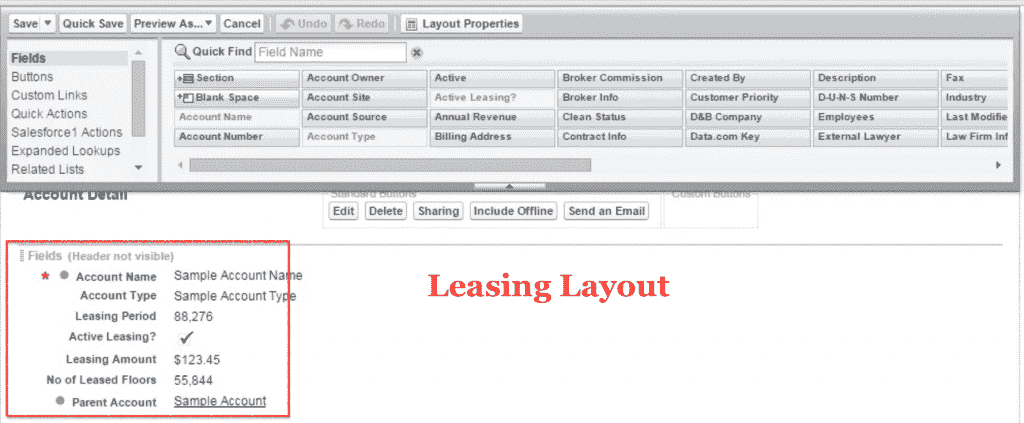 Save Quick Save Preview As... Cancel Undo Redo Layout Properties
Fields
Buttons
Custom Links
Quick Actions
Salesforce1 Actions
Expanded Lookups
Related Lists
Quick Find Field Name
Section Account Owner Active Broker Commission Created By Description Fax
Blank Space Account Site Active Leasing? Broker Info Customer Priority D-U-N-S Number Industry
Account Name Account Source Annual Revenue Clean Status D&B Company Employees Last Modifie
Account Number Account Type Billing Address Contract Info Data.com Key External Lawyer Law Firm Inf
Account Detail
Standard Buttons
Custom Buttons
Edit Delete Sharing Include Offline Send an Email
Fields (Header not visible)
* Account Name Sample Account Name
Account Type Sample Account Type
Leasing Period 88,276
Active Leasing? ✓
Leasing Amount $123.45
No of Leased Floors 55,844
Parent Account Sample Account
Leasing Layout